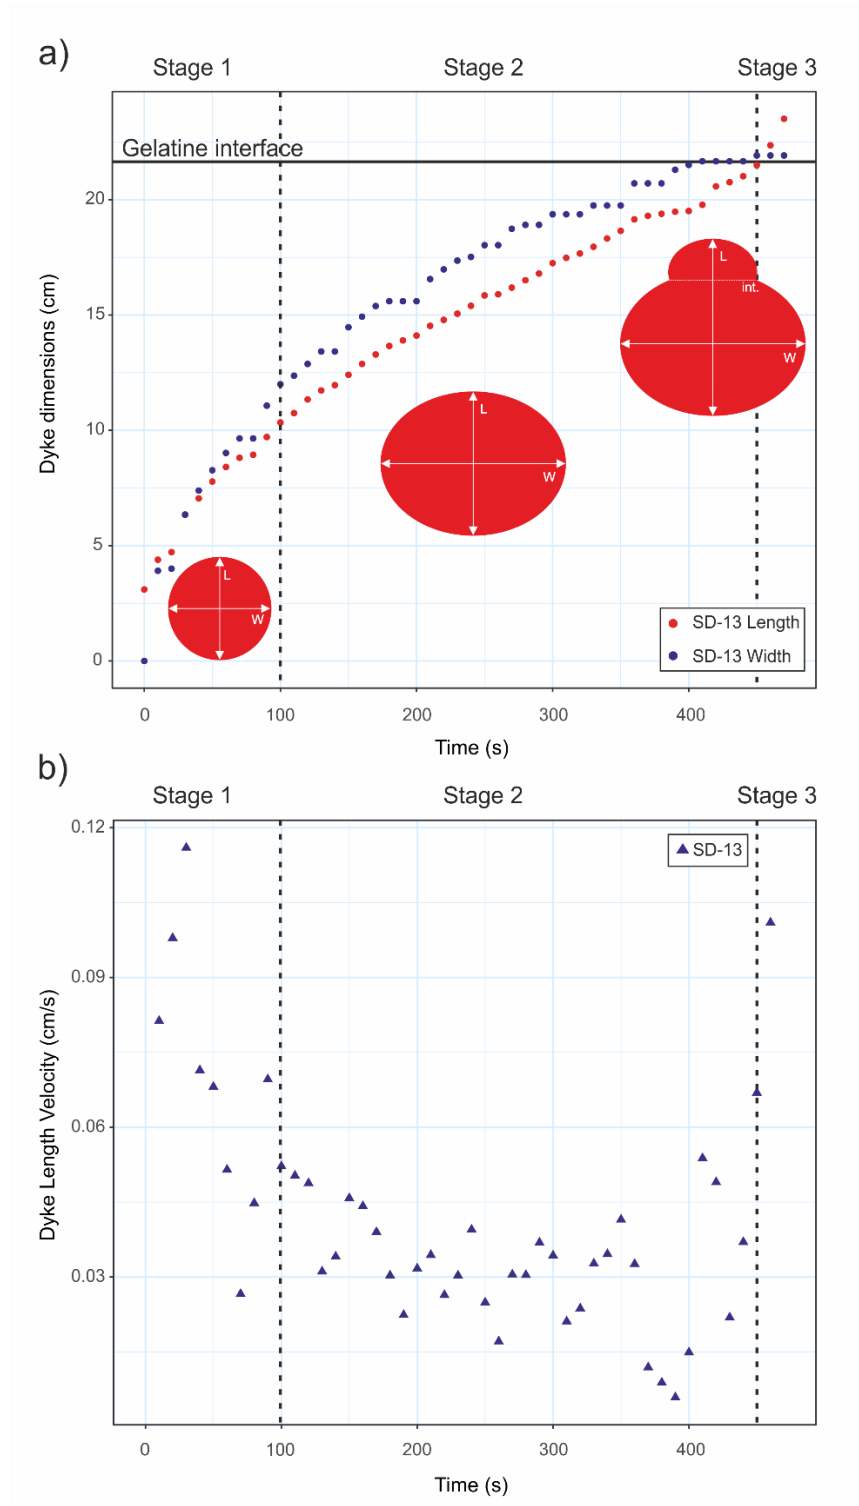 a)
Stage 1 Stage 2 Stage 3
Gelatine interface
20
15
10
5
0
Dyke dimensions (cm)
L
W
L
W
L
int.
W
SD-13 Length
SD-13 Width
0 100 200 300 400
Time (s)
b)
Stage 1 Stage 2 Stage 3
0.12
0.09
0.06
0.03
Dyke Length Velocity (cm/s)
SD-13
0 100 200 300 400
Time (s)